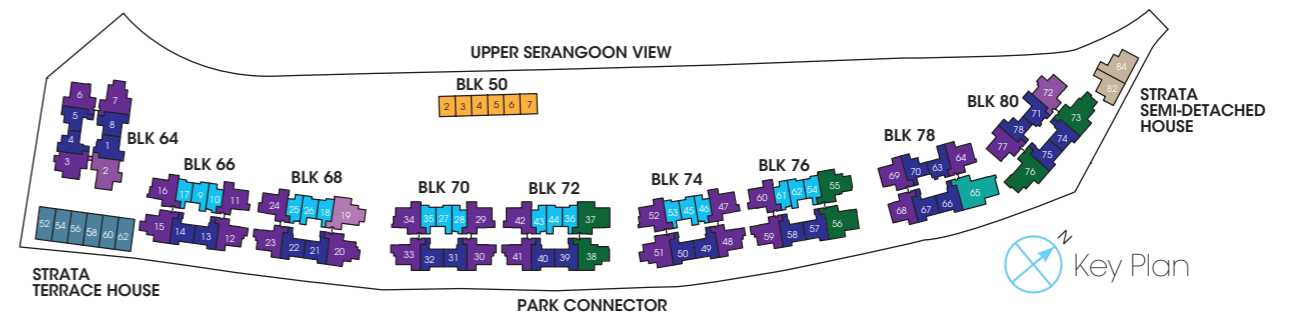 UPPER SERANGOON VIEW
BLK 50
2 3 4 5 6 7
84
82
STRATA
SEMI-DETACHED
HOUSE
BLK 80
72
71
78
77
73
74
75
76
BLK 64
6 7
5 8
4 1
3 2
BLK 66
16 17 9 10 11
15 14 13 12
BLK 68
24 25 26 18 19
23 22 21 20
BLK 70
34 35 27 28 29
33 32 31 30
BLK 72
42 43 44 36 37
41 40 39 38
BLK 74
52 53 45 46 47
51 50 49 48
BLK 76
60 61 62 54 55
59 58 57 56
BLK 78
69 70 63 64
68 67 66 65
52 54 56 58 60 62
STRATA
TERRACE HOUSE
PARK CONNECTOR
N
Key Plan